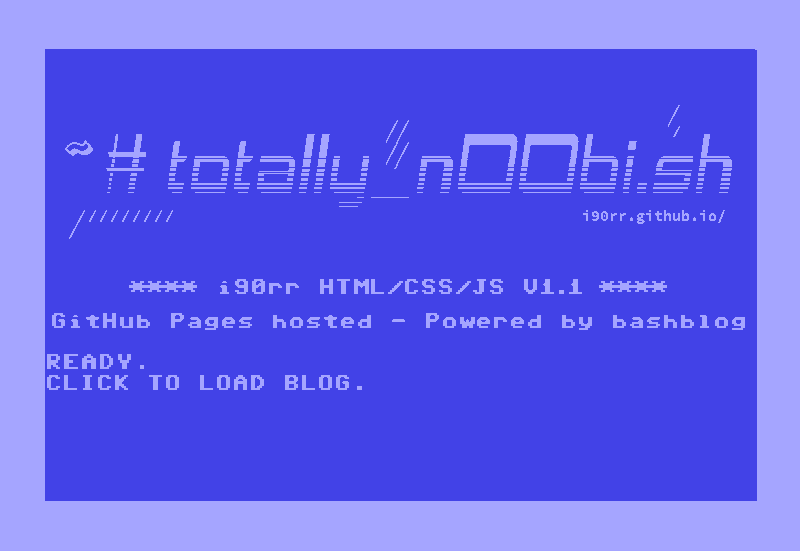 ~# totally_n00bi.sh
i90rr.github.io/
**** i90rr HTML/CSS/JS V1.1 ****
GitHub Pages hosted - Powered by bashblog
READY.
CLICK TO LOAD BLOG.